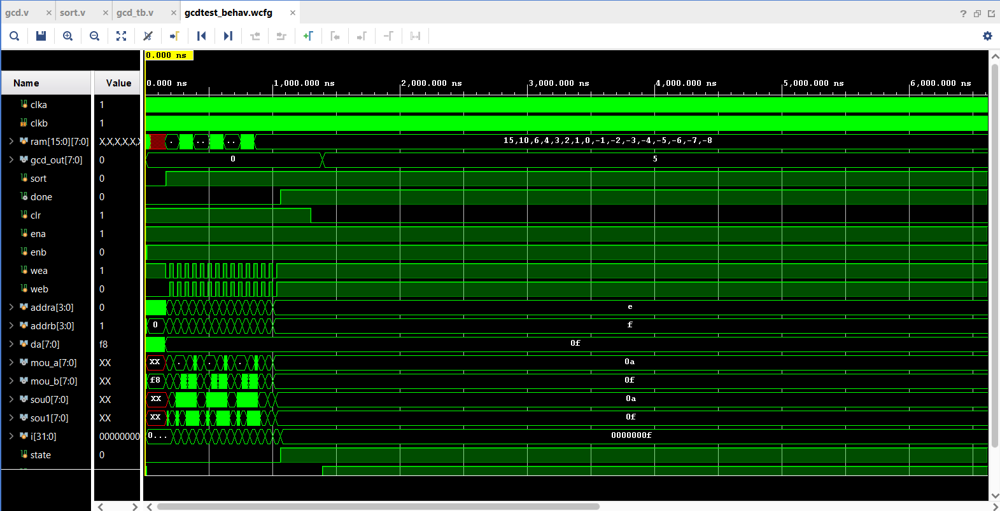 gcd.v × sort.v × gcd_tb.v × gcdtest_behav.wcfg ×
?
0.000 ns
Name Value 0.000 ns 1,000.000 ns 2,000.000 ns 3,000.000 ns 4,000.000 ns 5,000.000 ns 6,000.000 ns
clka 1
clkb 1
ram[15:0][7:0] X,X,X,X,X,X . .. .. 15,10,6,4,3,2,1,0,-1,-2,-3,-4,-5,-6,-7,-8
gcd_out[7:0] 0 0 5
sort 0
done 0
clr 1
ena 1
enb 0
wea 1
web 0
addra[3:0] 0 e
addrb[3:0] 1 0 f
da[7:0] f8 0f
mou_a[7:0] XX XX . . . 0a
mou_b[7:0] XX f8 0f
sou0[7:0] XX XX 0a
sou1[7:0] XX XX 0f
i[31:0] 00000000 0... 0000000f
state 0